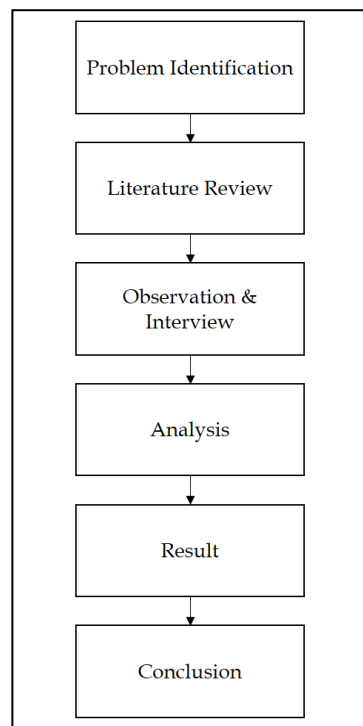 Problem Identification
Literature Review
Observation &
Interview
Analysis
Result
Conclusion